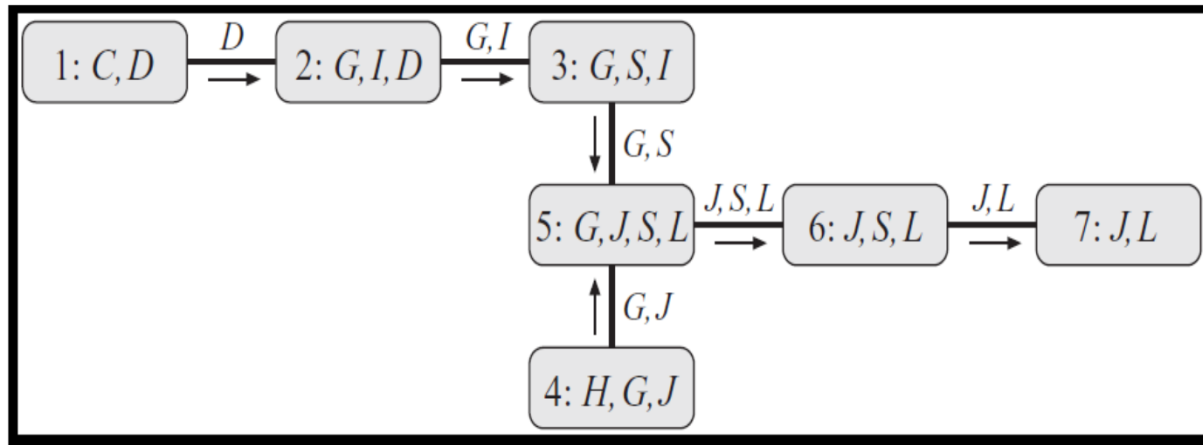 1: C, D
D
2: G, I, D
G, I
3: G, S, I
G, S
5: G, J, S, L
J, S, L
6: J, S, L
J, L
7: J, L
G, J
4: H, G, J